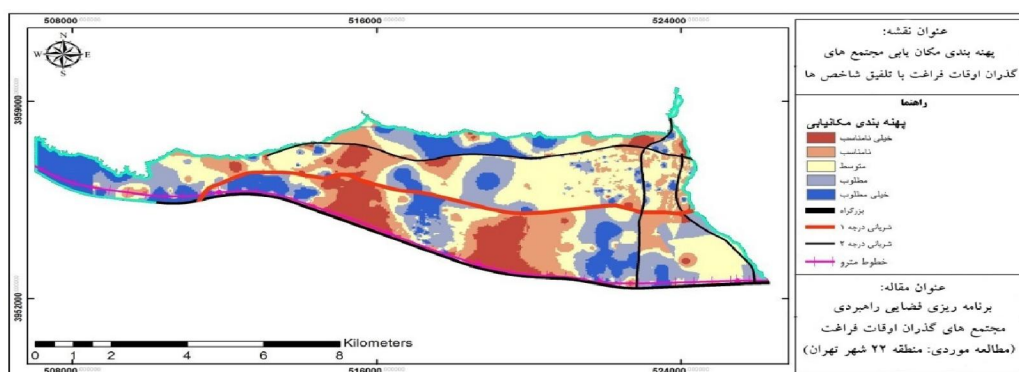 508000
516000
524000
N
W E
S
3959000
3952000
Kilometers
0 1 2 4 6 8
508000
516000
524000
عنوان نقشه:
پهنه بندی مکان یابی مجتمع های
گذران اوقات فراغت با تلفیق شاخص ها
راهنما
پهنه بندی مکانیابی
خیلی نامناسب
نامناسب
متوسط
مطلوب
خیلی مطلوب
بزرگراه
شریانی درجه ۱
شریانی درجه ۲
خطوط مترو
عنوان مقاله:
برنامه ریزی فضایی راهبردی
مجتمع های گذران اوقات فراغت
(مطالعه موردی: منطقه ۲۲ شهر تهران)